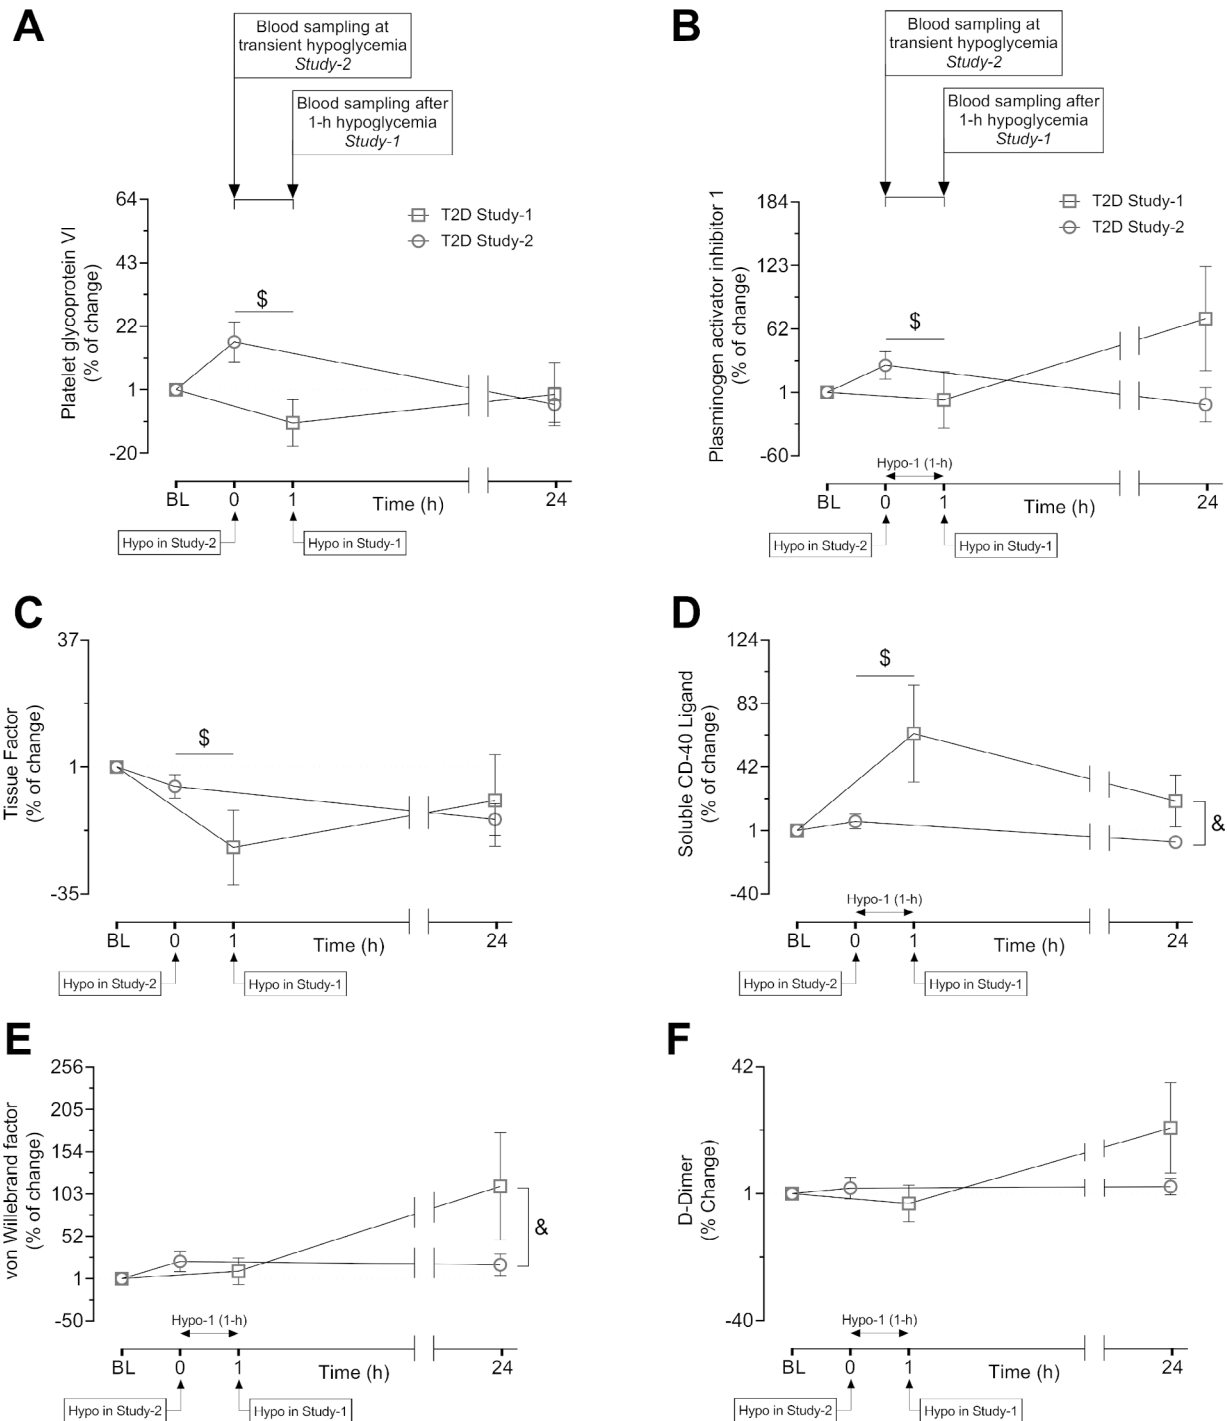 A
Blood sampling at
transient hypoglycemia
Study-2
Blood sampling after
1-h hypoglycemia
Study-1
T2D Study-1
T2D Study-2
Platelet glycoprotein VI
(% of change)
64
43
22
1
-20
$
BL
0
1
Time (h)
24
Hypo in Study-2
Hypo in Study-1
B
Blood sampling at
transient hypoglycemia
Study-2
Blood sampling after
1-h hypoglycemia
Study-1
T2D Study-1
T2D Study-2
Plasminogen activator inhibitor 1
(% of change)
184
123
62
1
-60
$
Hypo-1 (1-h)
BL
0
1
Time (h)
24
Hypo in Study-2
Hypo in Study-1
C
Tissue Factor
(% of change)
37
1
-35
$
BL
0
1
Time (h)
24
Hypo in Study-2
Hypo in Study-1
D
Soluble CD-40 Ligand
(% of change)
124
83
42
1
-40
$
&
Hypo-1 (1-h)
BL
0
1
Time (h)
24
Hypo in Study-2
Hypo in Study-1
E
von Willebrand factor
(% of change)
256
205
154
103
52
1
-50
&
Hypo-1 (1-h)
BL
0
1
Time (h)
24
Hypo in Study-2
Hypo in Study-1
F
D-Dimer
(% Change)
42
1
-40
Hypo-1 (1-h)
BL
0
1
Time (h)
24
Hypo in Study-2
Hypo in Study-1